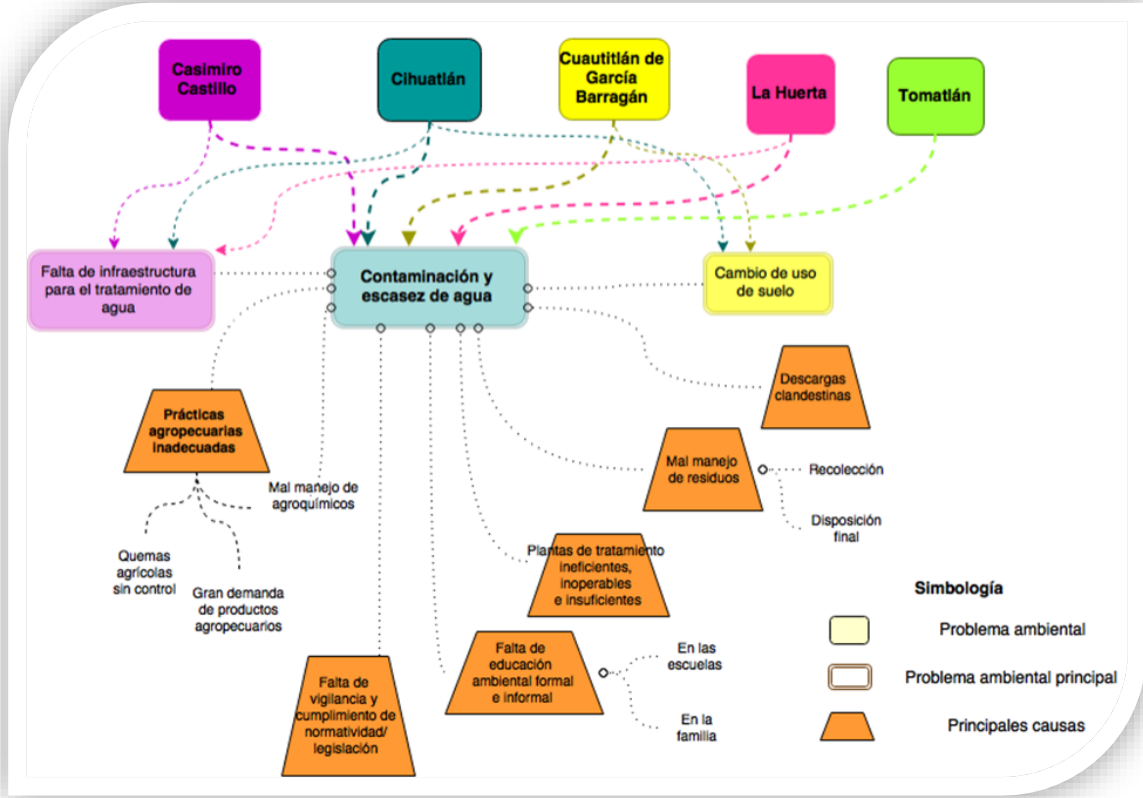 Casimiro
Castillo
Cihuatlán
Cuautitlán de
García
Barragán
La Huerta
Tomatlán
Falta de infraestructura
para el tratamiento de
agua
Contaminación y
escasez de agua
Cambio de uso
de suelo
Descargas
clandestinas
Prácticas
agropecuarias
inadecuadas
Mal manejo
de residuos
Recolección
Disposición
final
Mal manejo de
agroquímicos
Quemas
agrícolas
sin control
Gran demanda
de productos
agropecuarios
Plantas de tratamiento
ineficientes,
inoperables
e insuficientes
Falta de
educación
ambiental formal
e informal
En las
escuelas
En la
familia
Falta de
vigilancia y
cumplimiento de
normatividad/
legislación
Simbología
Problema ambiental
Problema ambiental principal
Principales causas